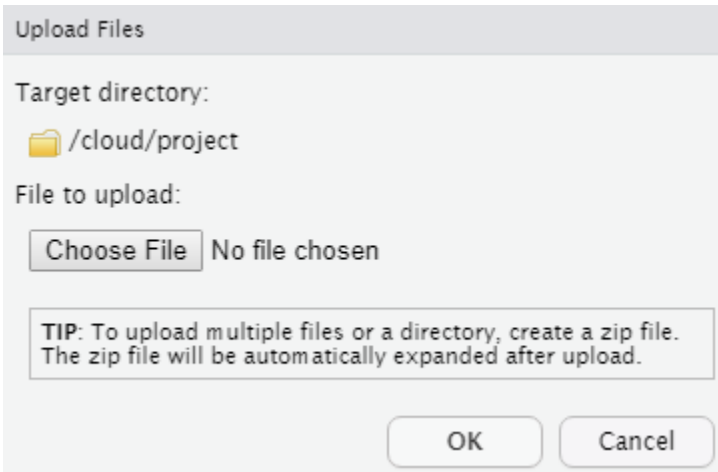 Upload Files
Target directory:
/cloud/project
File to upload:
Choose File No file chosen
TIP: To upload multiple files or a directory, create a zip file.
The zip file will be automatically expanded after upload.
OK Cancel